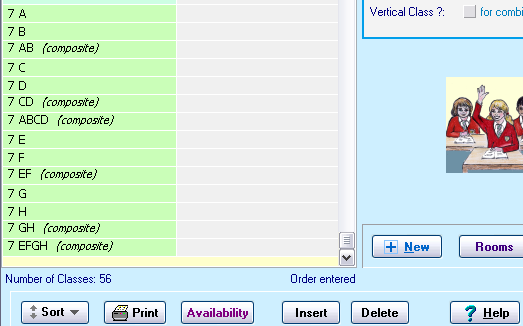 7 A
7 B
7 AB (composite)
7 C
7 D
7 CD (composite)
7 ABCD (composite)
7 E
7 F
7 EF (composite)
7 G
7 H
7 GH (composite)
7 EFGH (composite)
Number of Classes: 56 Order entered
Sort Print Availability Insert Delete
Vertical Class ?: for combi
New Rooms
? Help